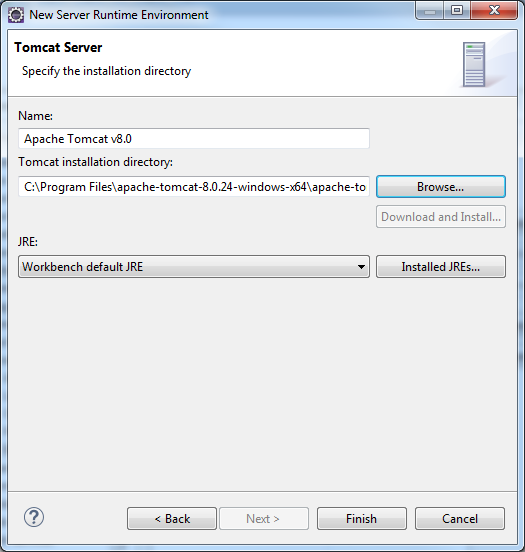 New Server Runtime Environment
Tomcat Server
Specify the installation directory
Name:
Apache Tomcat v8.0
Tomcat installation directory:
C:\Program Files\apache-tomcat-8.0.24-windows-x64\apache-to
Browse...
Download and Install...
JRE:
Workbench default JRE
Installed JREs...
?
< Back
Next >
Finish
Cancel